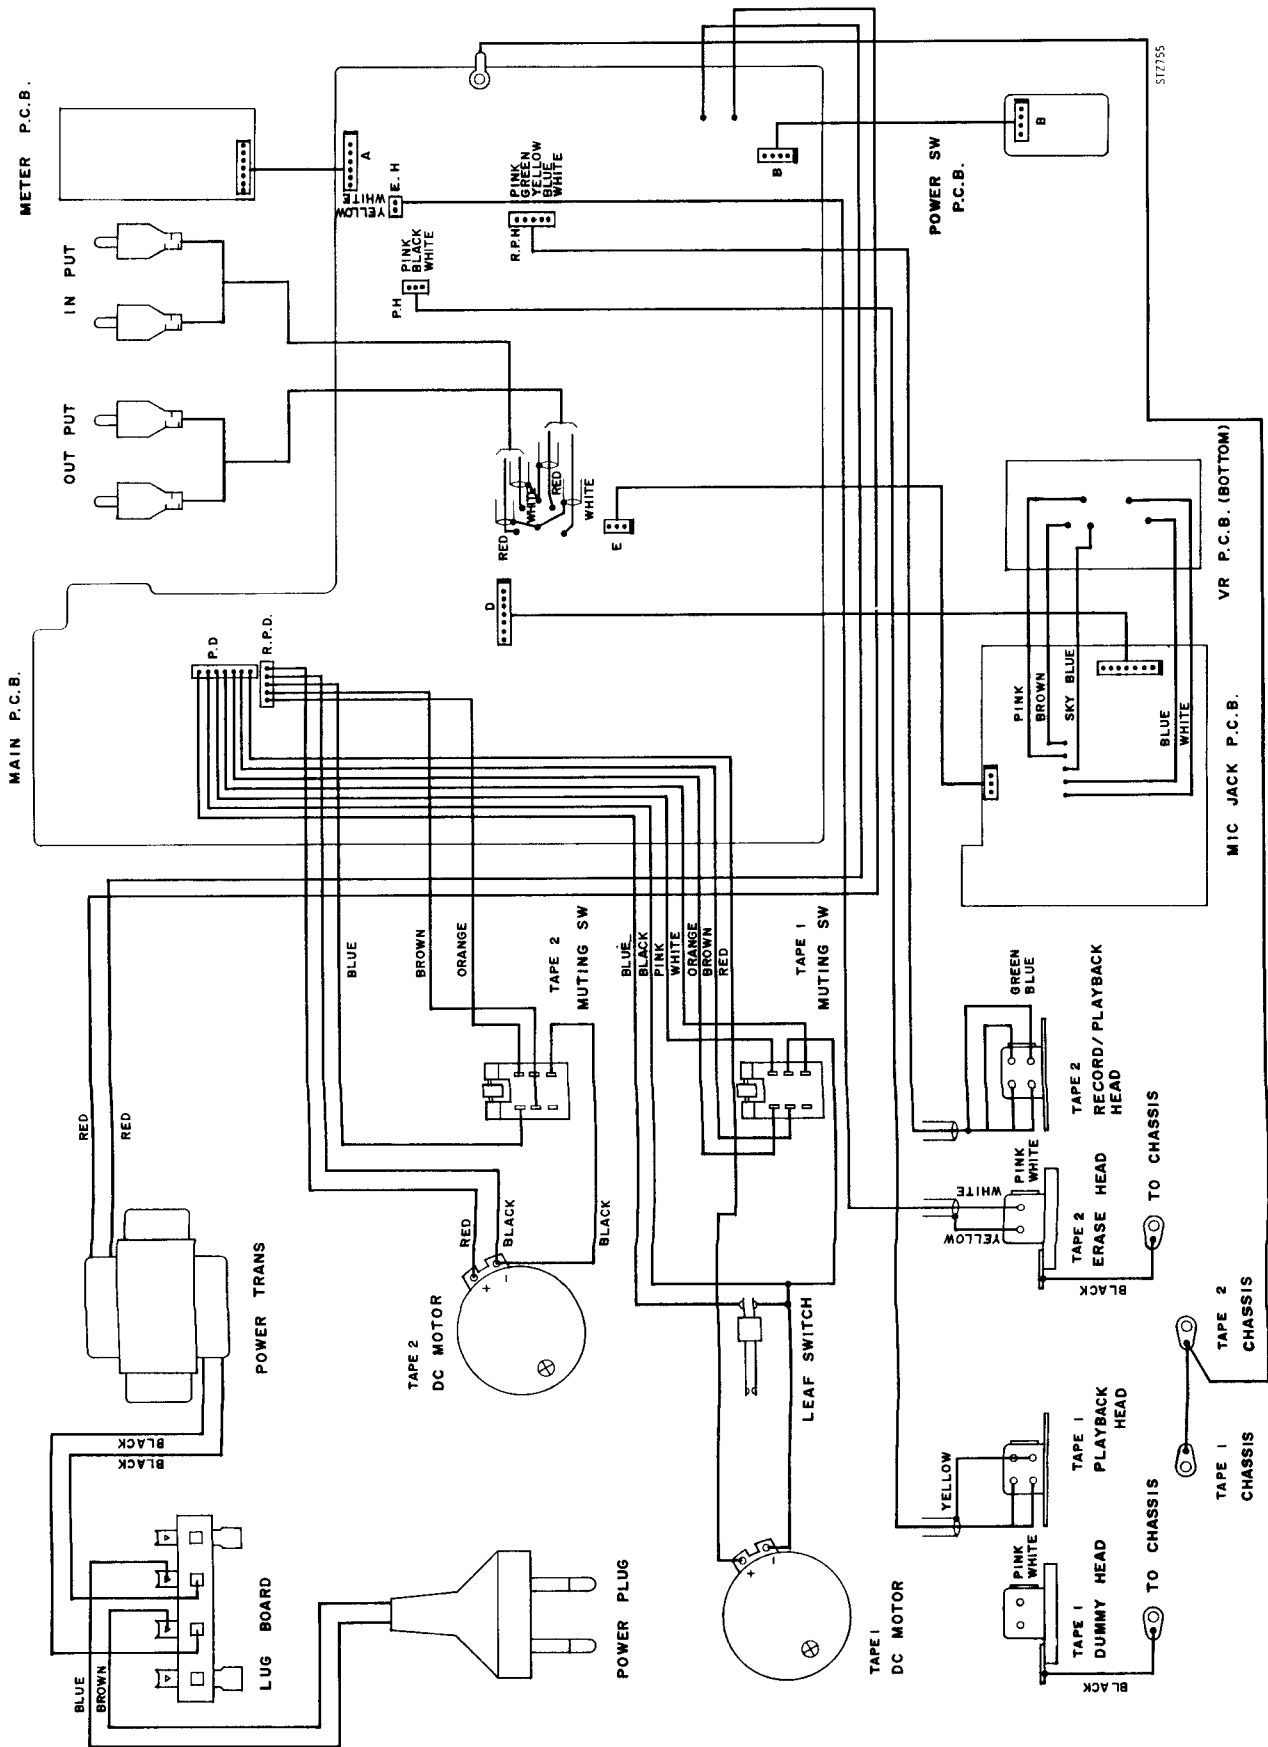 METER P.C.B.
IN PUT
OUT PUT
MAIN P.C.B.
A
YELLOW
WHITE
E.H
PINK
GREEN
YELLOW
BLUE
WHITE
R.P.H
PINK
BLACK
WHITE
P.H
B
POWER SW
P.C.B.
B
STZ755
RED
WHITE
RED
WHITE
E
D
P.D
R.P.D.
VR P.C.B. (BOTTOM)
PINK
BROWN
SKY BLUE
BLUE
WHITE
MIC JACK P.C.B.
RED
RED
BLUE
BROWN
ORANGE
TAPE 2
MUTING SW
BLUE
BLACK
PINK
WHITE
ORANGE
BROWN
RED
TAPE 1
MUTING SW
GREEN
BLUE
TAPE 2
RECORD/PLAYBACK
HEAD
POWER TRANS
BLACK
BLACK
RED
BLACK
BLACK
+
-
TAPE 2
DC MOTOR
LEAF SWITCH
WHITE
YELLOW
PINK
WHITE
TAPE 2
ERASE HEAD
BLACK
TO CHASSIS
TAPE 2
CHASSIS
TAPE 1
CHASSIS
YELLOW
TAPE 1
PLAYBACK
HEAD
BLUE
BROWN
LUG BOARD
POWER PLUG
+
-
TAPE 1
DC MOTOR
PINK
WHITE
TAPE 1
DUMMY HEAD
BLACK
TO CHASSIS